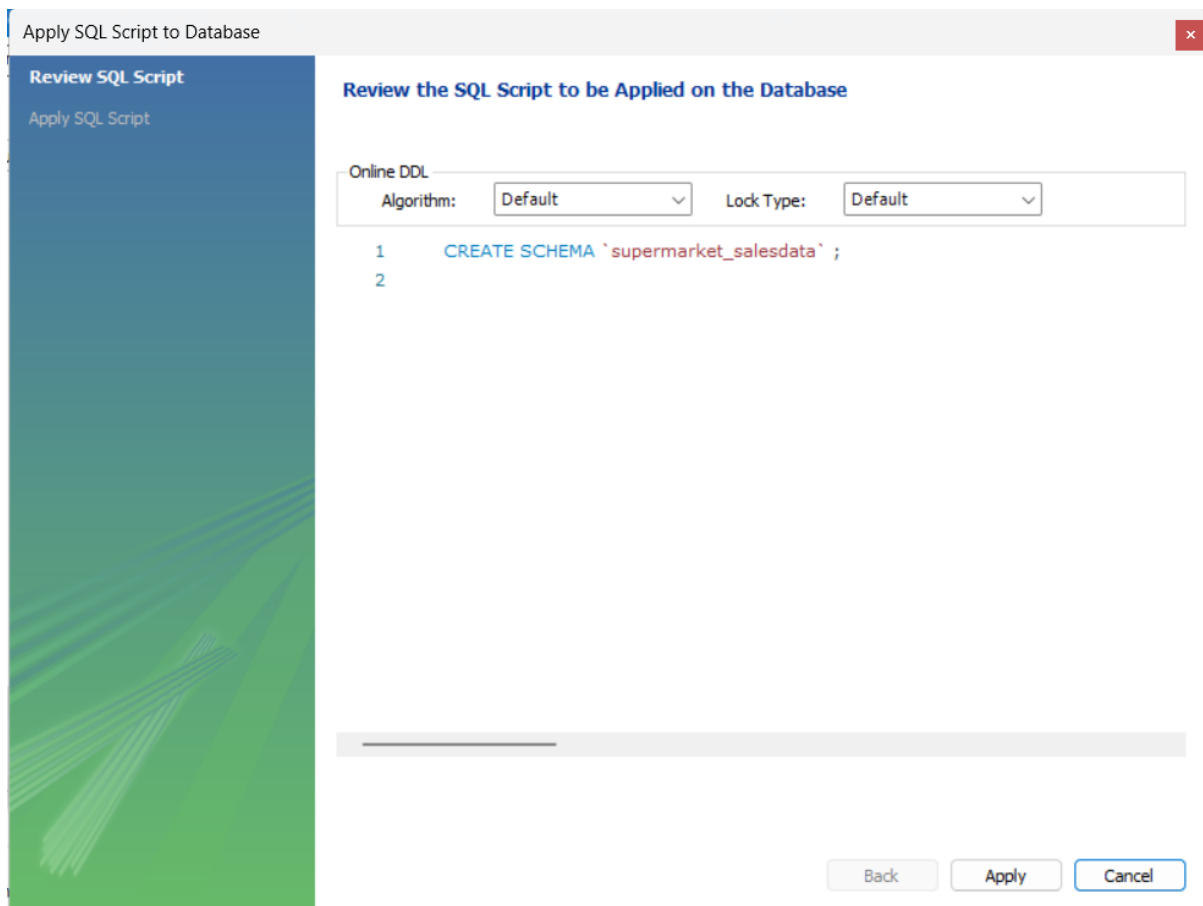 Apply SQL Script to Database
Review SQL Script
Apply SQL Script
Review the SQL Script to be Applied on the Database
Online DDL
Algorithm: Default Lock Type: Default
1 CREATE SCHEMA `supermarket_salesdata` ;
2
Back Apply Cancel